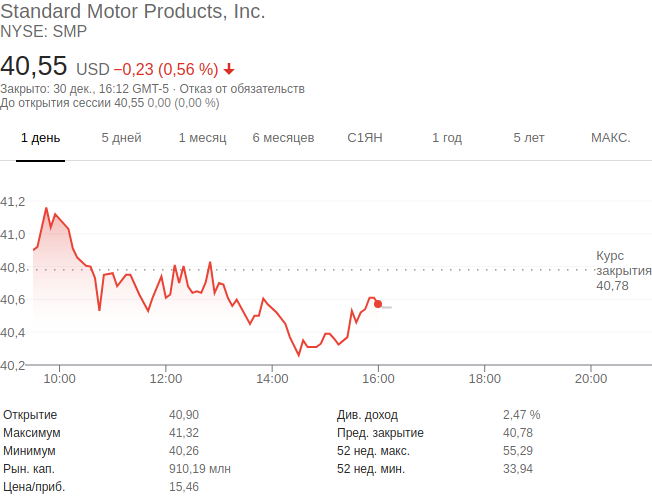 Standard Motor Products, Inc.
NYSE: SMP
40,55 USD −0,23 (0,56 %)
Закрыто: 30 дек., 16:12 GMT-5 · Отказ от обязательств
До открытия сессии 40,55 0,00 (0,00 %)
1 день 5 дней 1 месяц 6 месяцев С1ЯН 1 год 5 лет МАКС.
41,2
41,0
40,8
40,6
40,4
40,2
Курс
закрытия
40,78
10:00 12:00 14:00 16:00 18:00 20:00
Открытие 40,90 Див. доход 2,47 %
Максимум 41,32 Пред. закрытие 40,78
Минимум 40,26 52 нед. макс. 55,29
Рын. кап. 910,19 млн 52 нед. мин. 33,94
Цена/приб. 15,46